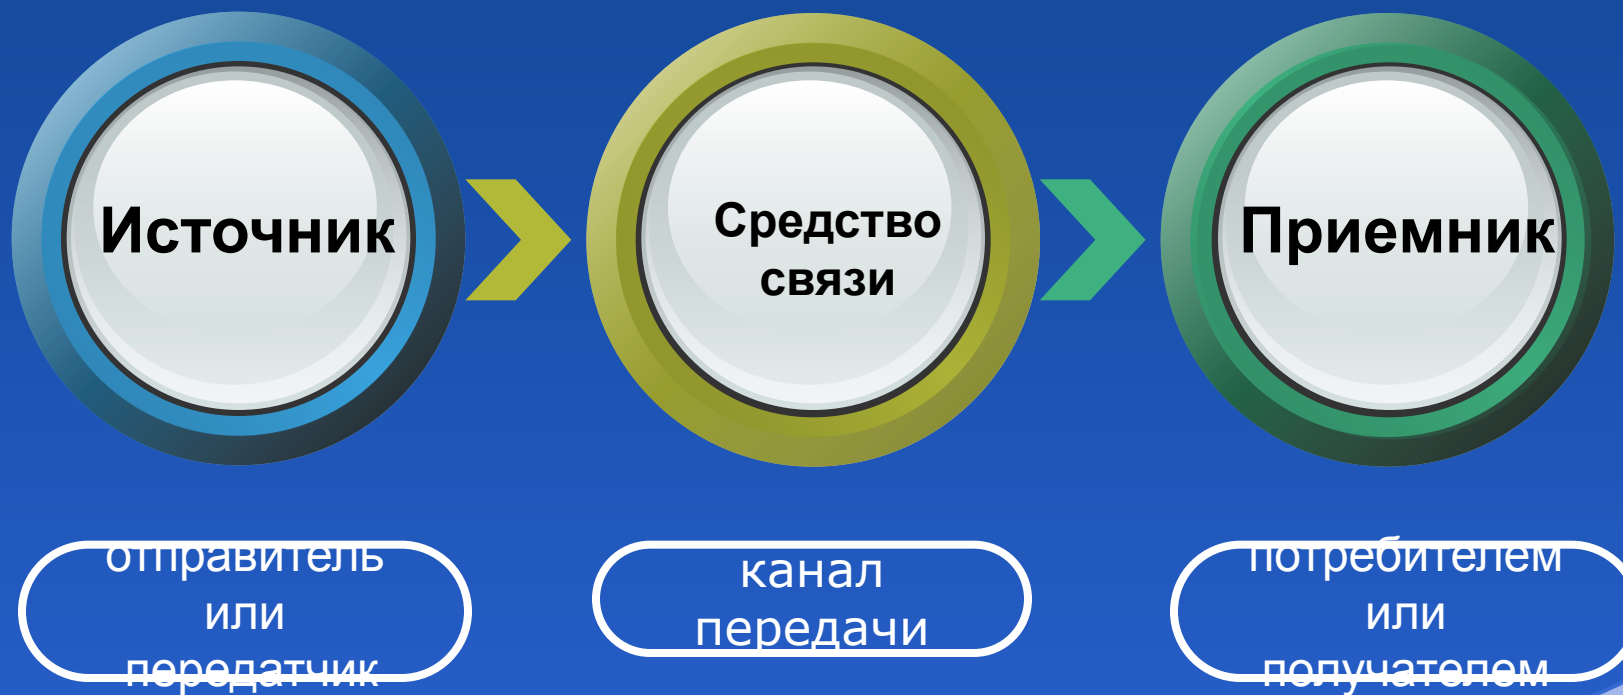 Источник
Средство
связи
Приемник
отправитель
или
передатчик
канал
передачи
потребителем
или
получателем